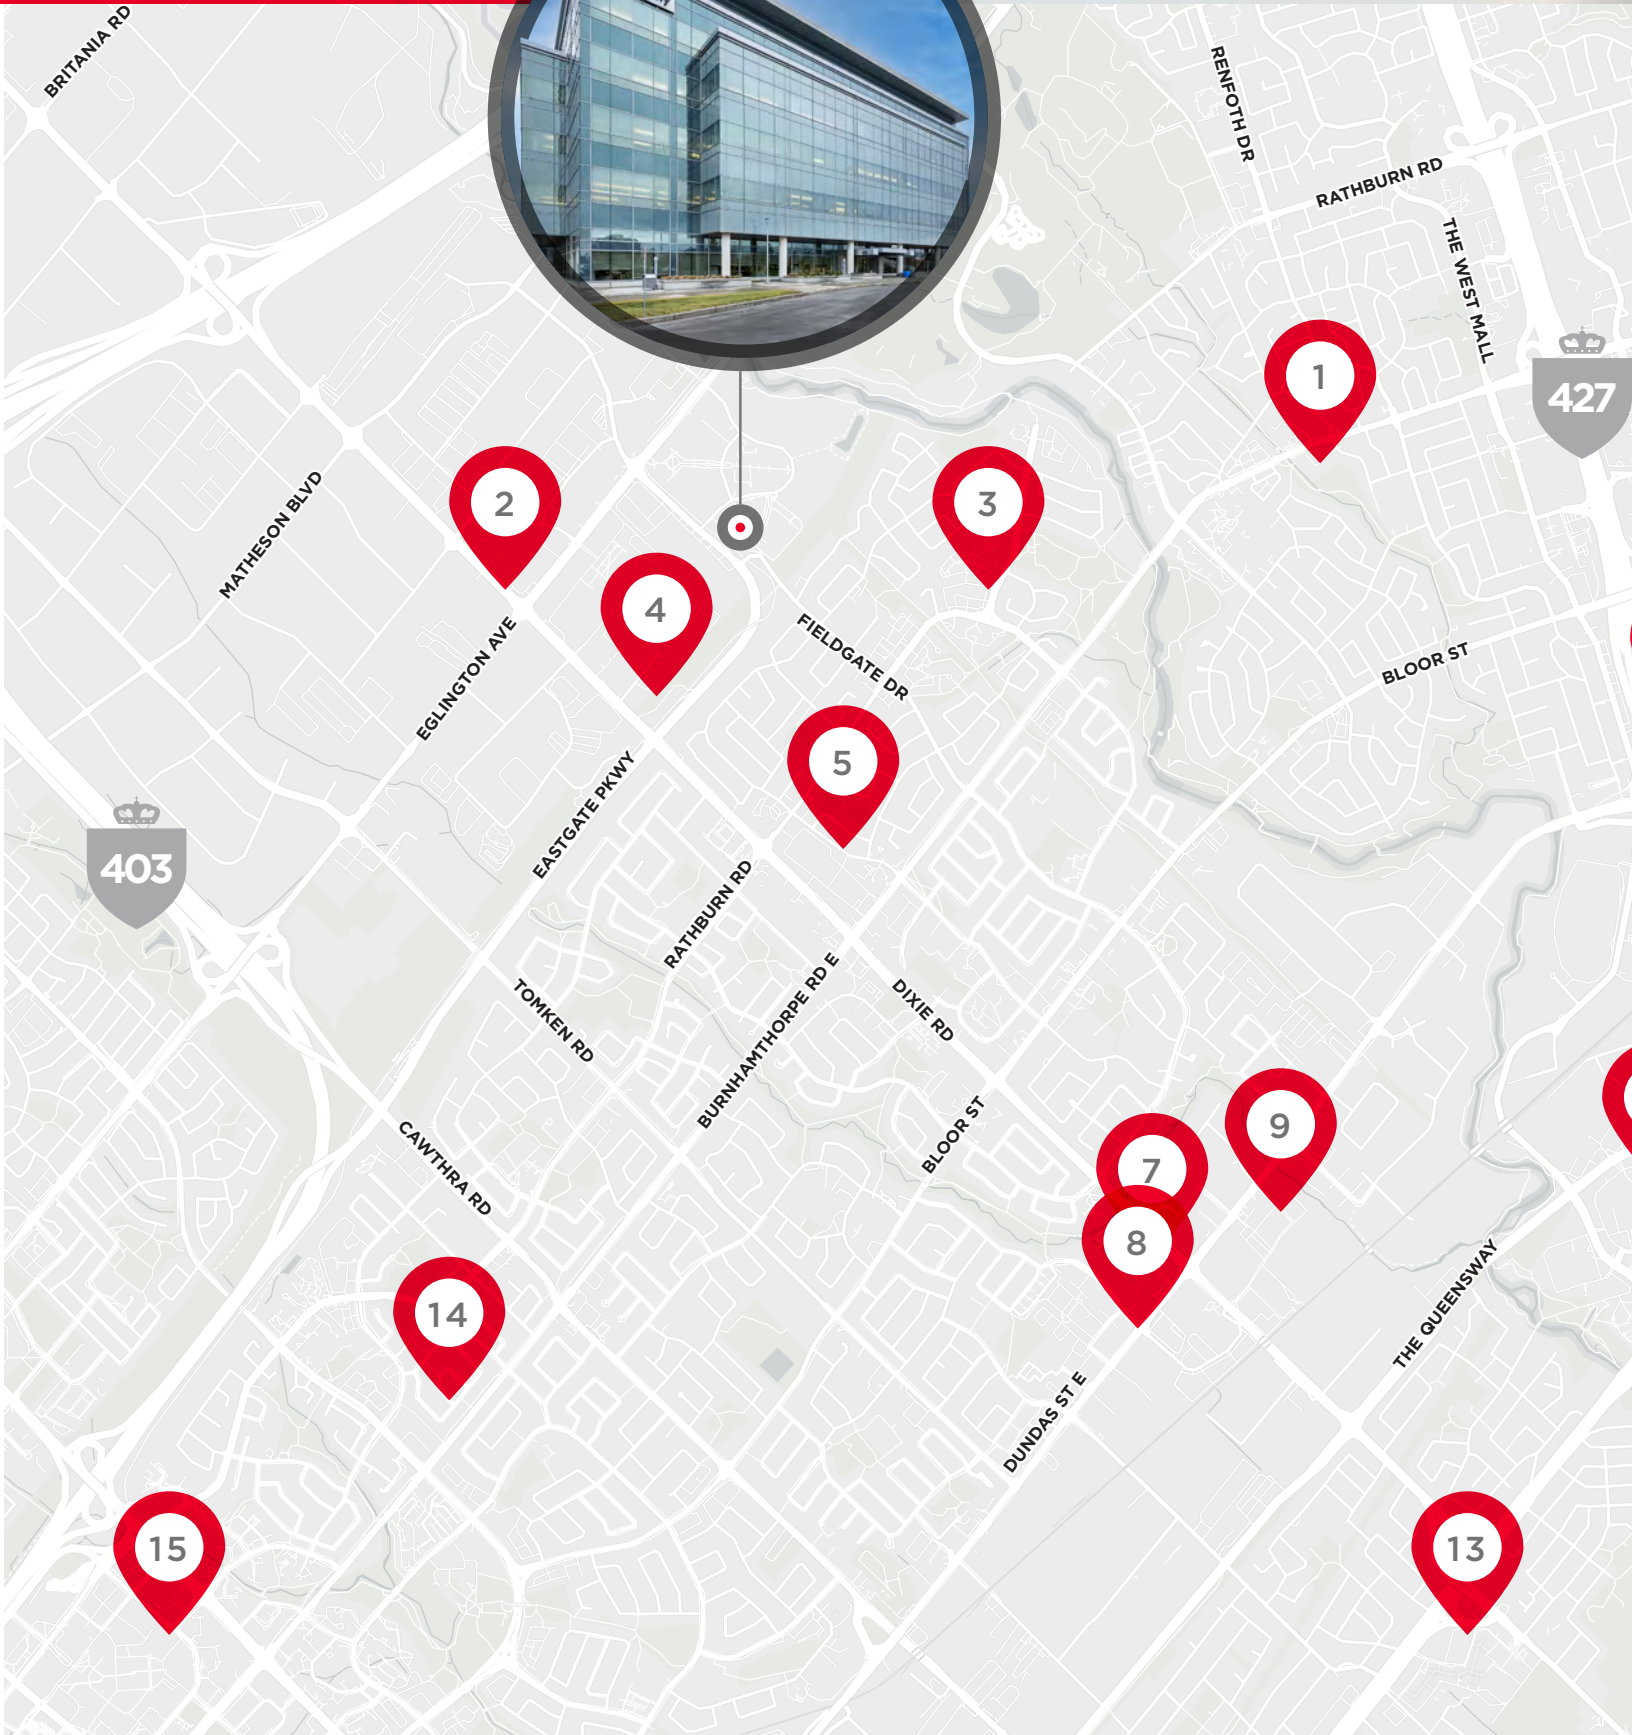 BRITANIA RD
RENFOTH DR
RATHBURN RD
THE WEST MALL
1
427
2
3
MATHESON BLVD
4
FIELDGATE DR
EGLINGTON AVE
BLOOR ST
5
EASTGATE PKWY
403
RATHBURN RD
BURNHAMTHORPE RD E
DIXIE RD
TOMKEN RD
BLOOR ST
9
7
CAWTHRA RD
8
THE QUEENSWAY
14
DUNDAS ST E
15
13